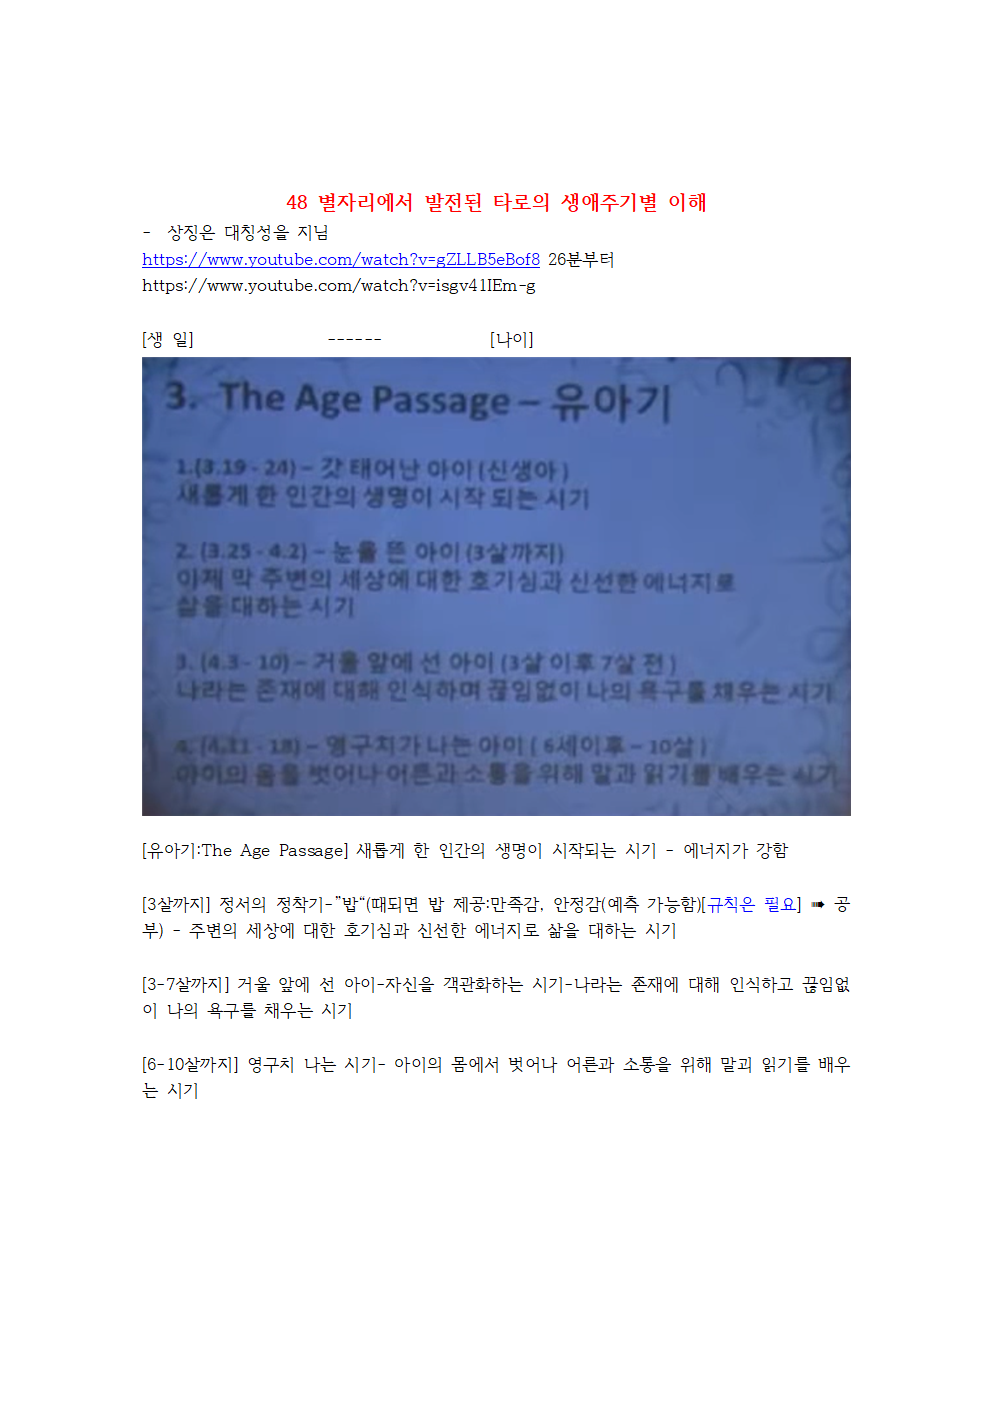 48 별자리에서 발전된 타로의 생애주기별 이해
- 상징은 대칭성을 지님
https://www.youtube.com/watch?v=gZLLB5eBof8 26분부터
https://www.youtube.com/watch?v=isgv41IEm-g
[생 일] ------ [나이]
3. The Age Passage – 유아기
1.(3.19 - 24) – 갓 태어난 아이 (신생아)
새롭게 한 인간의 생명이 시작 되는 시기
2. (3.25 - 4.2) – 눈을 뜬 아이 (3살까지)
이제 막 주변의 세상에 대한 호기심과 신선한 에너지로
삶을 대하는 시기
3. (4.3 - 10) – 거울 앞에 선 아이 (3살 이후 7살 전)
나라는 존재에 대해 인식하며 끊임없이 나의 욕구를 채우는 시기
4. (4.11 - 18) – 영구치가 나는 아이 ( 6세이후 – 10살 )
아이의 몸을 벗어나 어른과 소통을 위해 말과 읽기를 배우는 시기
[유아기:The Age Passage] 새롭게 한 인간의 생명이 시작되는 시기 - 에너지가 강함
[3살까지] 정서의 정착기-”밥“(때되면 밥 제공:만족감, 안정감(예측 가능함)[규칙은 필요] ➠ 공
부) - 주변의 세상에 대한 호기심과 신선한 에너지로 삶을 대하는 시기
[3-7살까지] 거울 앞에 선 아이-자신을 객관화하는 시기-나라는 존재에 대해 인식하고 끊임없
이 나의 욕구를 채우는 시기
[6-10살까지] 영구치 나는 시기- 아이의 몸에서 벗어나 어른과 소통을 위해 말괴 읽기를 배우
는 시기